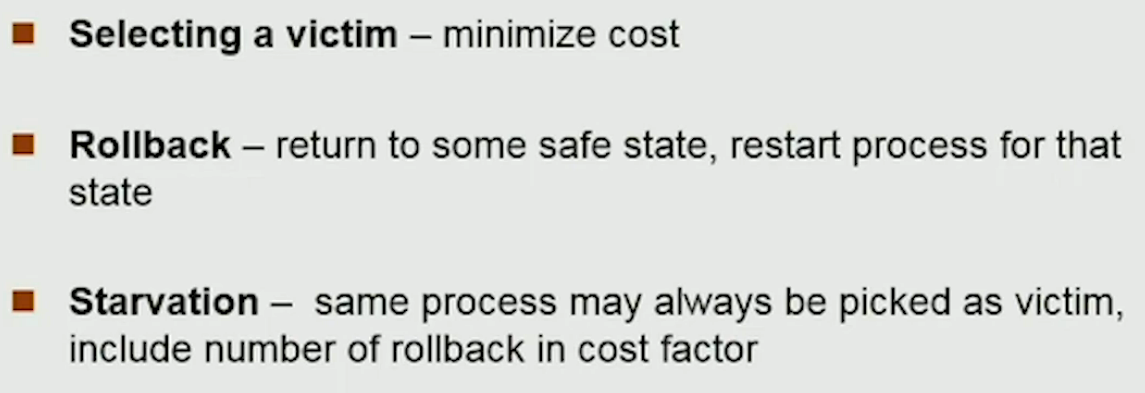 Selecting a victim – minimize cost
Rollback – return to some safe state, restart process for that
state
Starvation – same process may always be picked as victim,
include number of rollback in cost factor